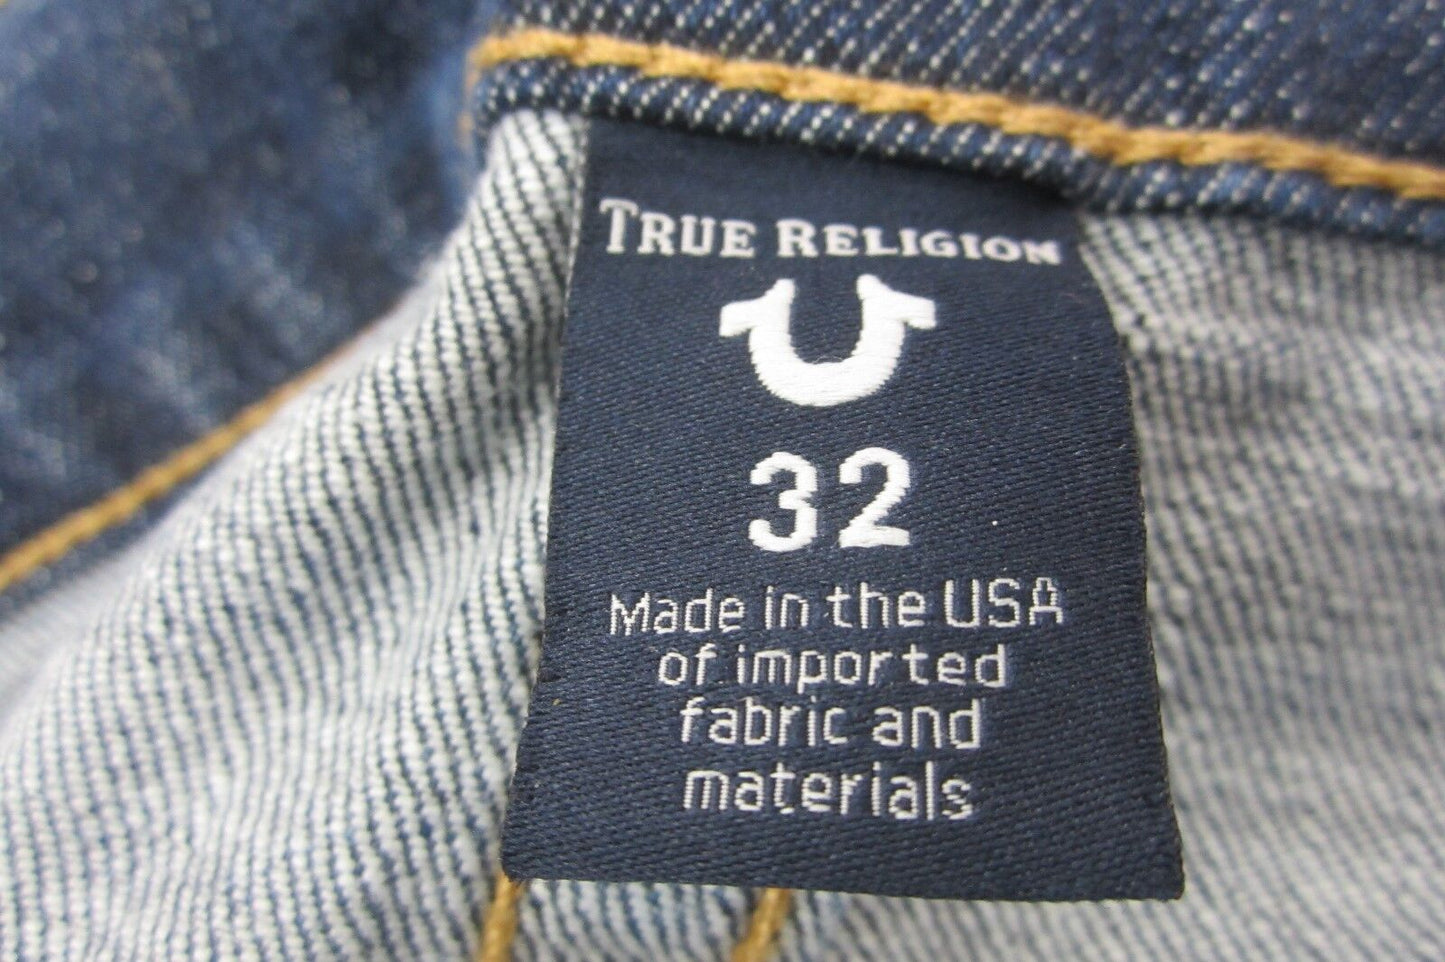 TRUE RELIGION
32
Made in the USA
of imported
fabric and
materials